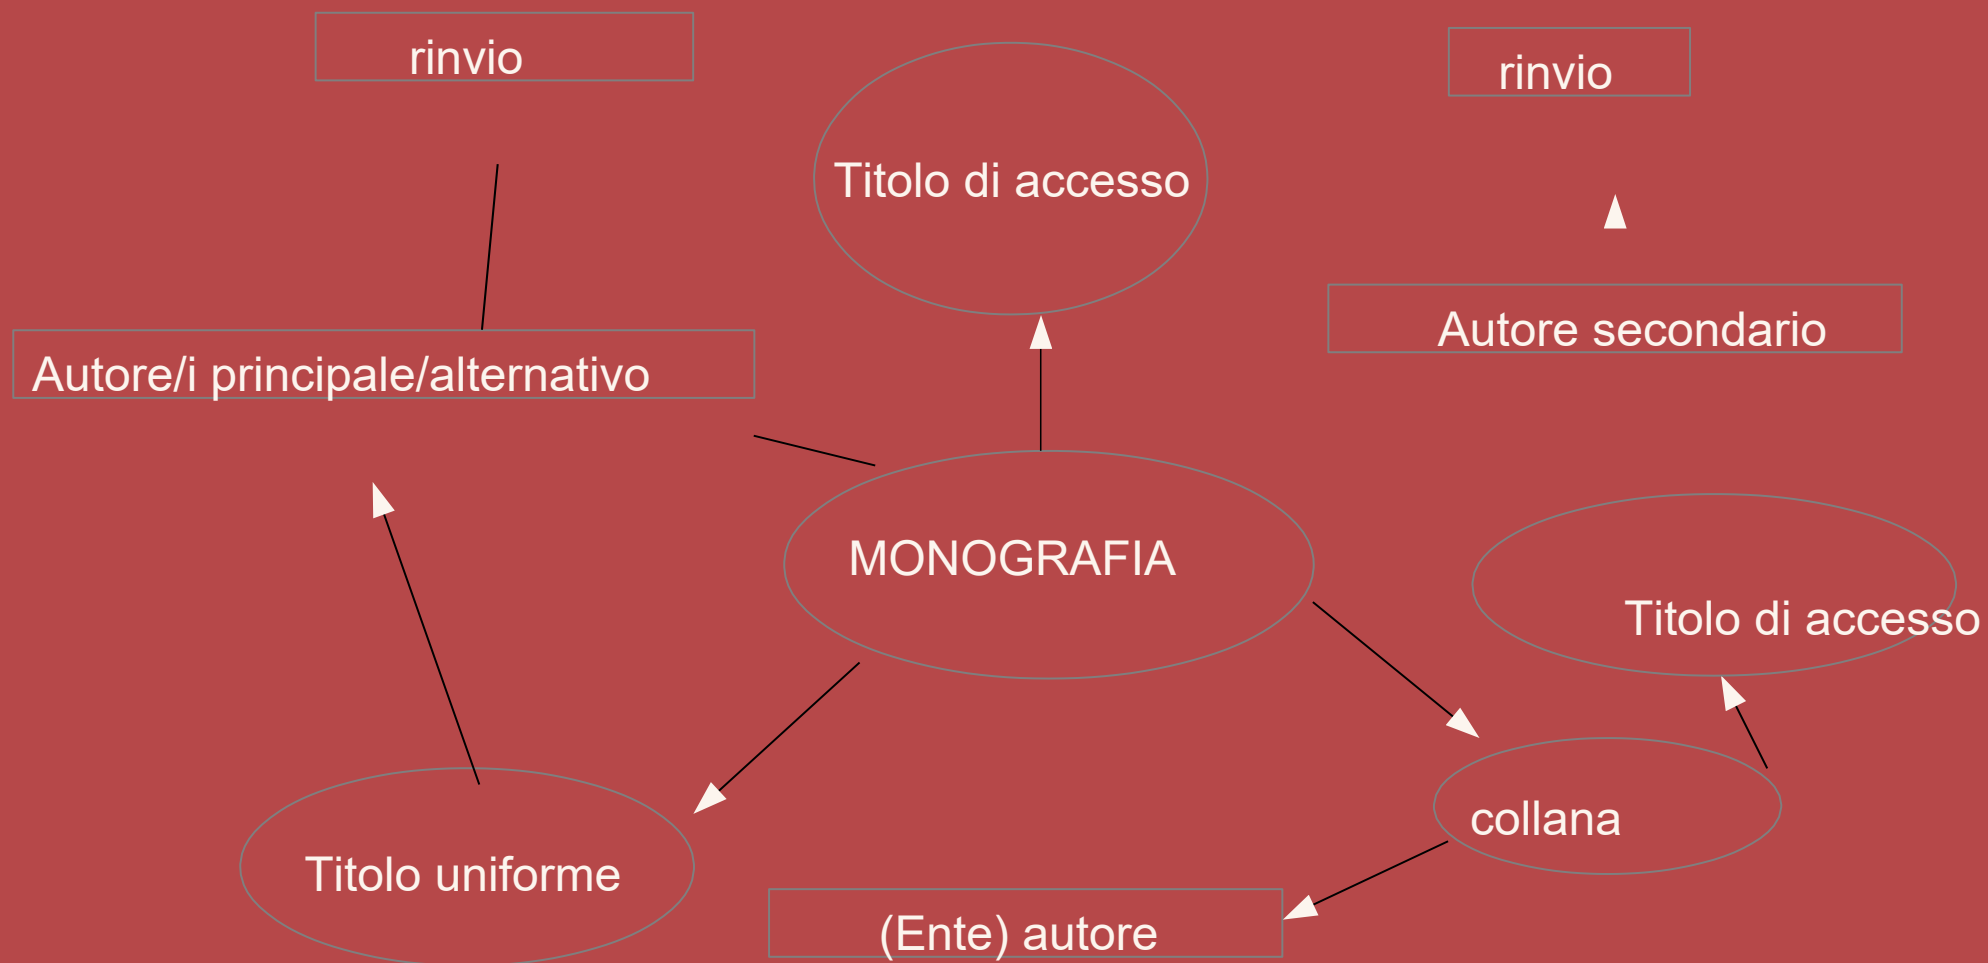 rinvio
rinvio
Titolo di accesso
Autore secondario
Autore/i principale/alternativo
MONOGRAFIA
Titolo di accesso
collana
Titolo uniforme
(Ente) autore